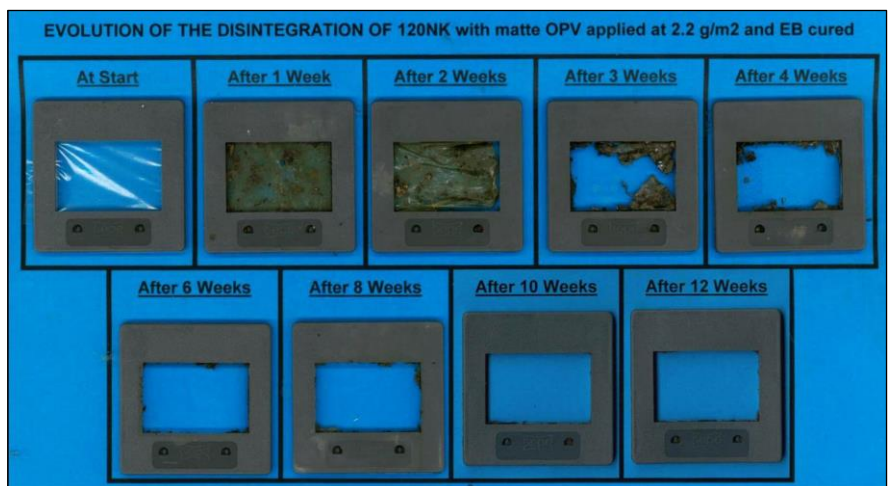 EVOLUTION OF THE DISINTEGRATION OF 120NK with matte OPV applied at 2.2 g/m2 and EB cured
At Start
After 1 Week
After 2 Weeks
After 3 Weeks
After 4 Weeks
After 6 Weeks
After 8 Weeks
After 10 Weeks
After 12 Weeks